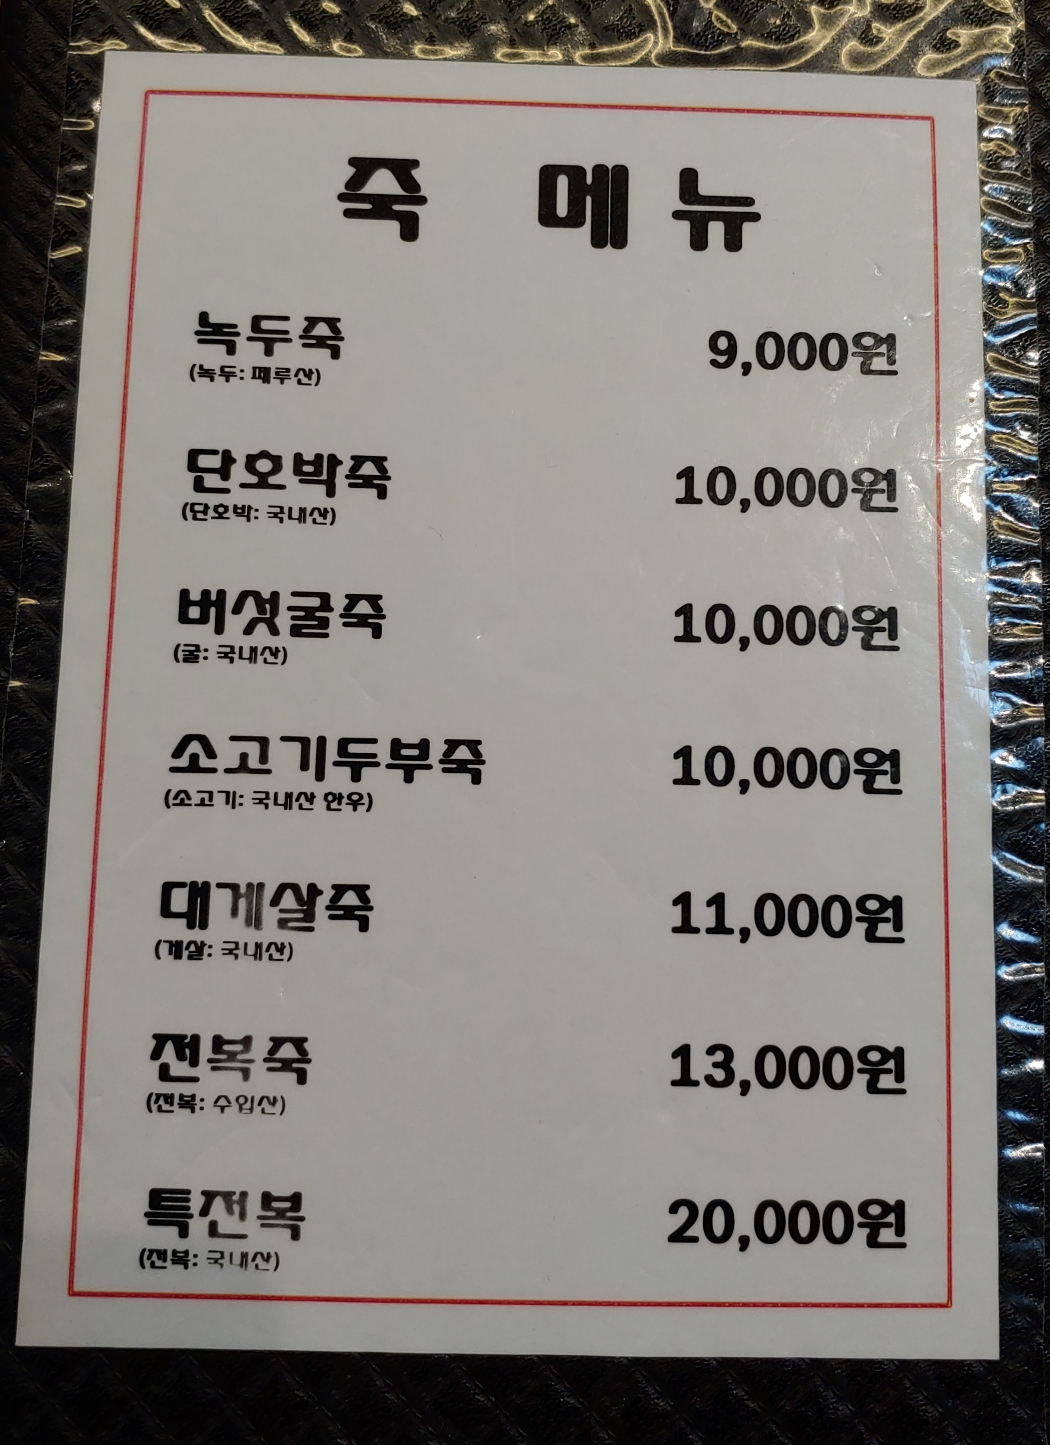 죽 메뉴
녹두죽
9,000원
(녹두: 페루산)
단호박죽
10,000원
(단호박: 국내산)
버섯굴죽
10,000원
(굴: 국내산)
소고기두부죽
10,000원
(소고기: 국내산 한우)
대게살죽
11,000원
(게살: 국내산)
전복죽
13,000원
(전복: 수입산)
특전복
20,000원
(전복: 국내산)